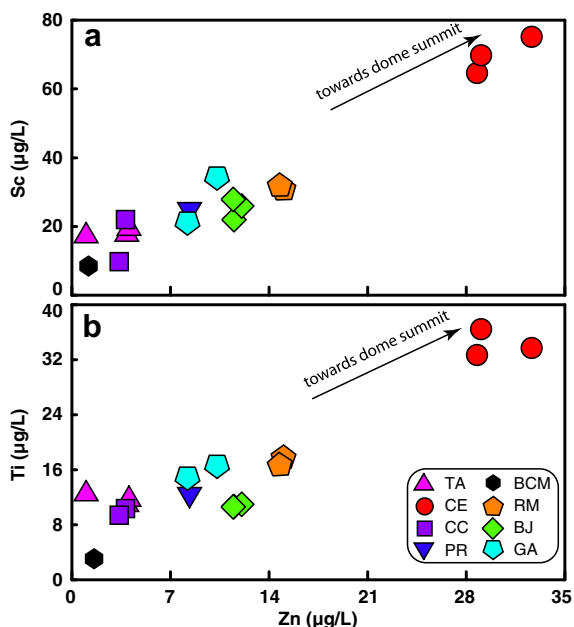 a
80
60
40
20
0
Sc (µg/L)
towards dome summit
b
40
32
24
16
8
0
Ti (µg/L)
towards dome summit
TA
BCM
CE
RM
CC
BJ
PR
GA
0 7 14 21 28 35
Zn (µg/L)